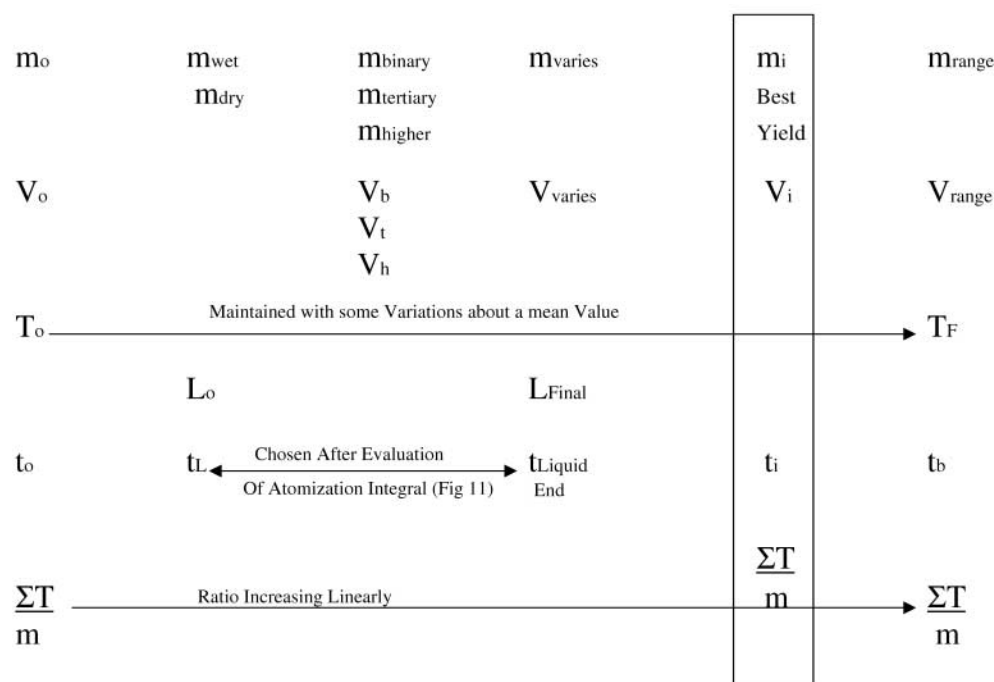 mo mwet mbinary mvaries mi mrange
mdry mtertiary Best
mhigher Yield
Vo Vb Vvaries Vi Vrange
Vt
Vh
Maintained with some Variations about a mean Value
To TF
Lo LFinal
to tL Chosen After Evaluation tLiquid ti tb
Of Atomization Integral (Fig 11) End
ΣT
ΣT Ratio Increasing Linearly m ΣT
m m